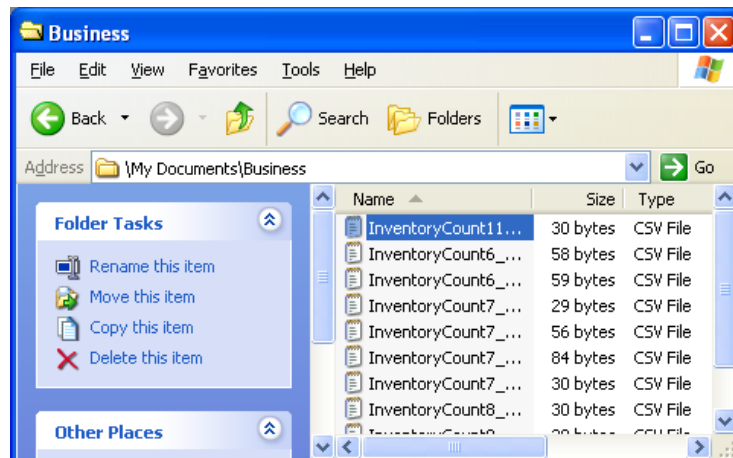 Business
File Edit View Favorites Tools Help
Back Search Folders
Address \My Documents\Business Go
Folder Tasks
Rename this item
Move this item
Copy this item
Delete this item
Other Places
Name Size Type
InventoryCount11... 30 bytes CSV File
InventoryCount6_... 58 bytes CSV File
InventoryCount6_... 59 bytes CSV File
InventoryCount7_... 29 bytes CSV File
InventoryCount7_... 56 bytes CSV File
InventoryCount7_... 84 bytes CSV File
InventoryCount7_... 30 bytes CSV File
InventoryCount8_... 30 bytes CSV File